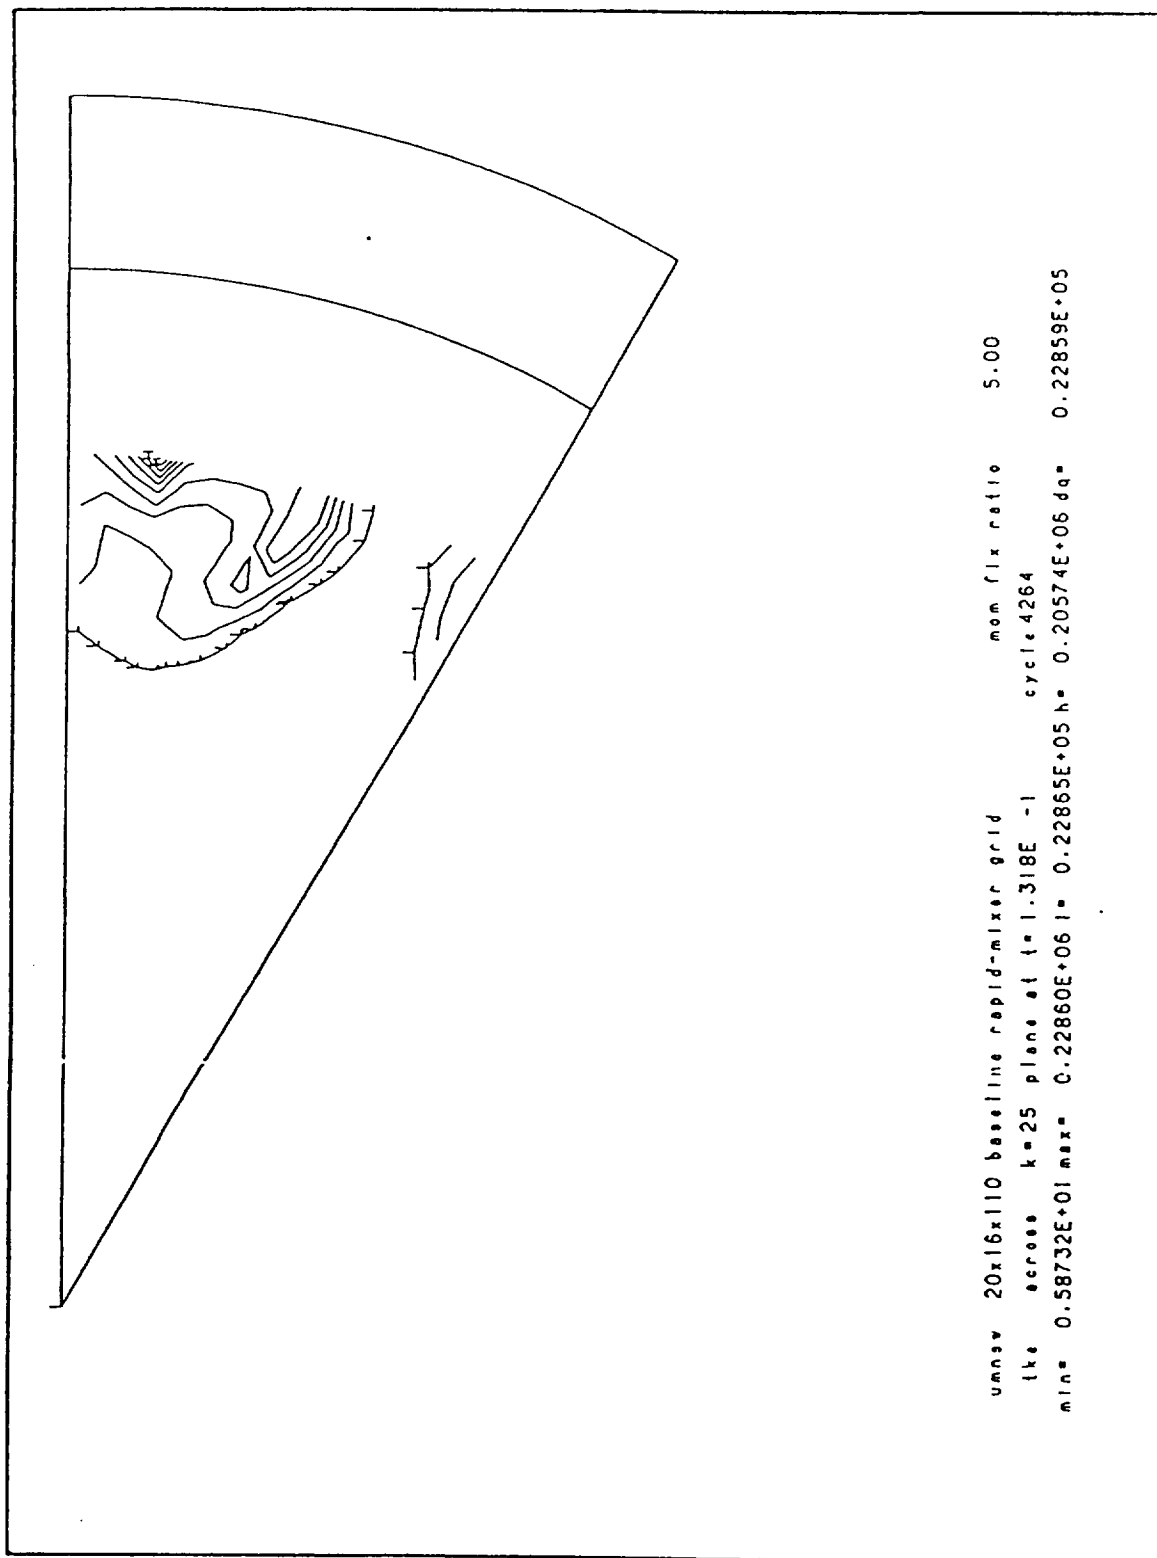 umnsv 20x16x110 baseline rapid-mixer grid mom flx ratio 5.00
tke across k=25 plane at t= 1.318E -1 cycle 4264
min= 0.58732E+01 max= 0.22860E+06 l= 0.22865E+05 h= 0.20574E+06 dq= 0.22859E+05
L
H